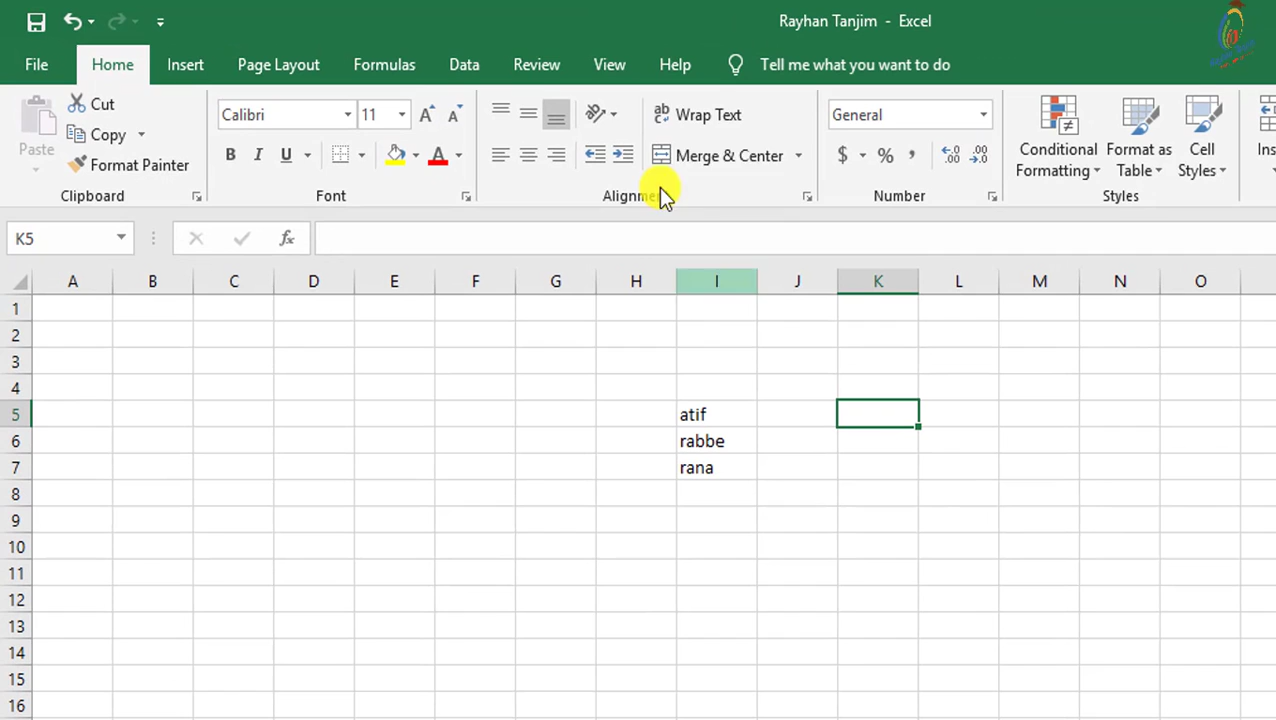 Rayhan Tanjim - Excel
File Home Insert Page Layout Formulas Data Review View Help Tell me what you want to do
Paste
Cut
Copy
Format Painter
Clipboard
Calibri 11
B I U
Font
Wrap Text
Merge & Center
General
$ % ,
Number
Conditional Formatting
Format as Table
Cell Styles
Styles
K5 fx
A B C D E F G H I J K L M N O
1
2
3
4
5 atif
6 rabbe
7 rana
8
9
10
11
12
13
14
15
16